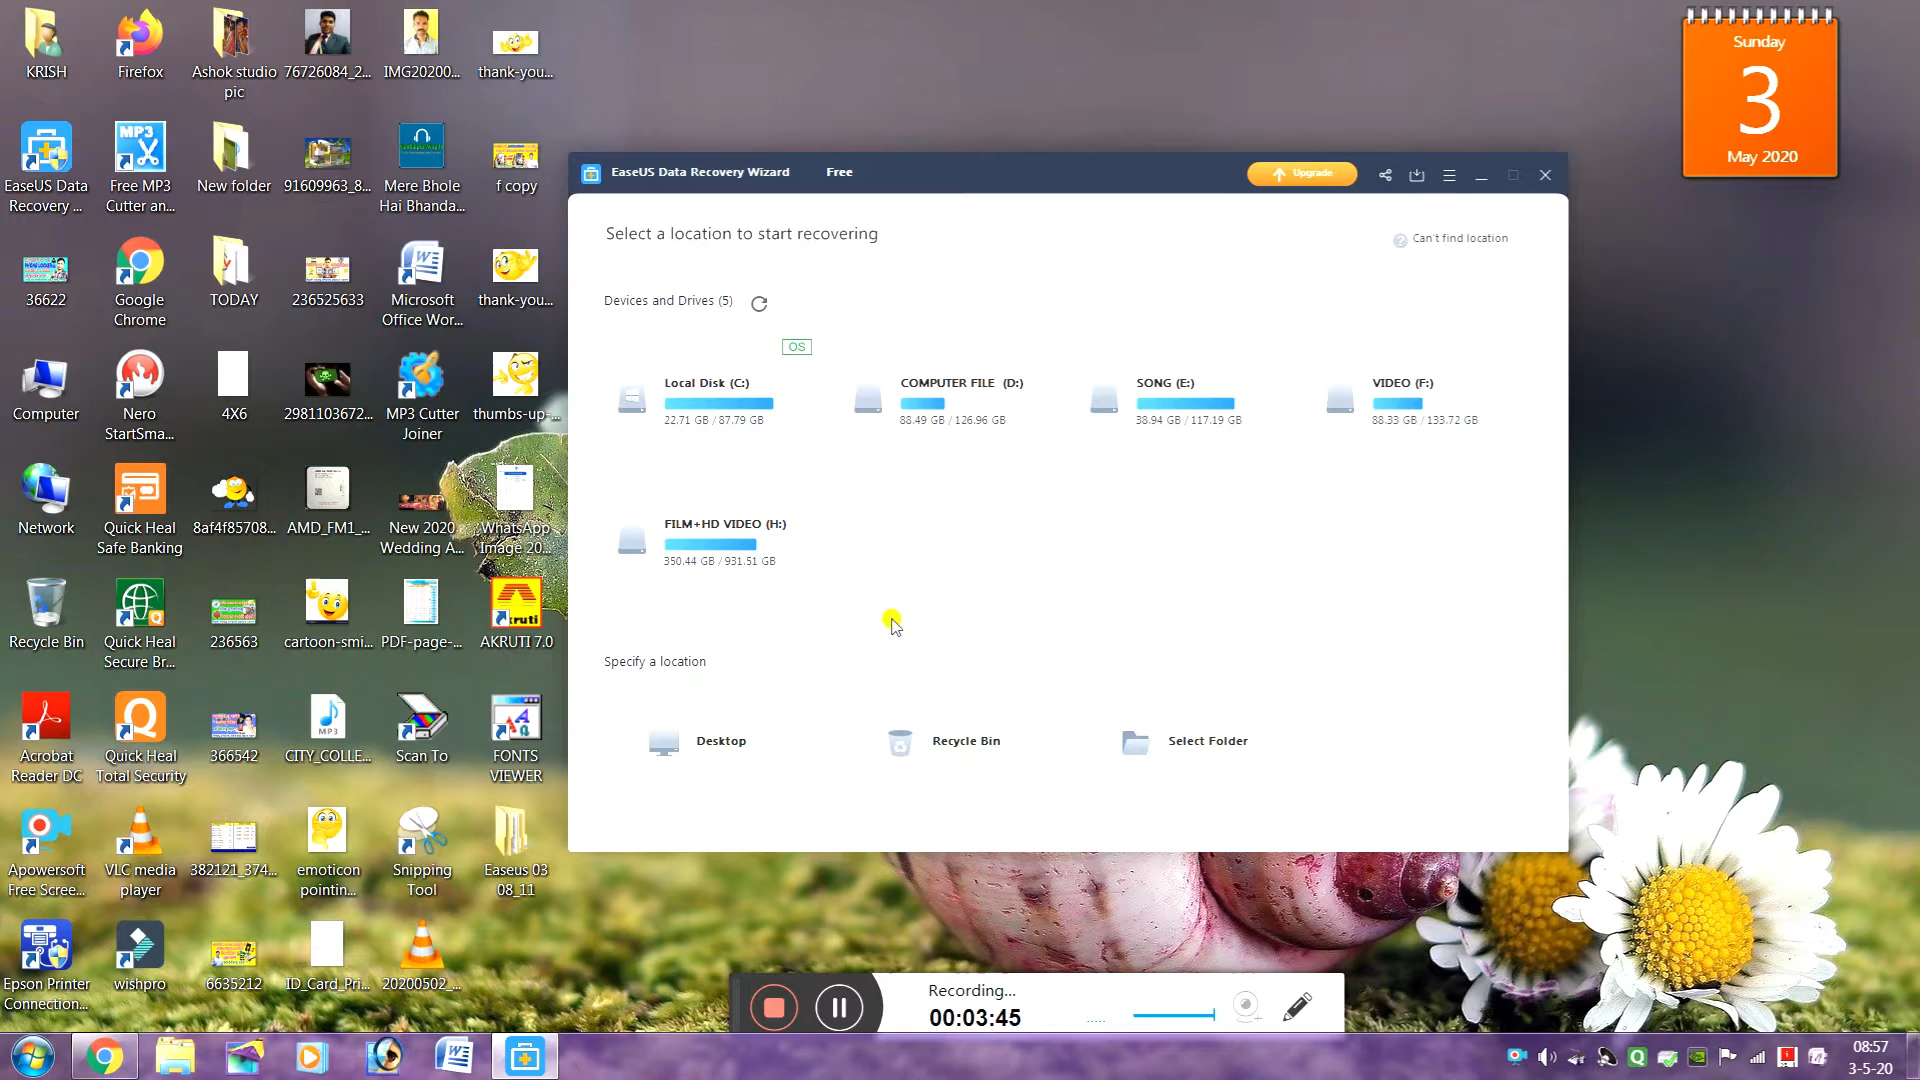 KRISH
Firefox
Ashok studio
pic
76726084_2...
IMG20200...
thank-you...
EaseUS Data
Recovery ...
MP3
Free MP3
Cutter an...
New folder
91609963_8...
Mere Bhole
Hai Bhanda...
f copy
36622
Google
Chrome
TODAY
236525633
Microsoft
Office Wor...
thank-you...
Computer
Nero
StartSma...
4X6
2981103672...
MP3 Cutter
Joiner
thumbs-up-...
Network
Quick Heal
Safe Banking
8af4f85708...
AMD_FM1_...
New 2020
Wedding A...
WhatsApp
Image 20...
Recycle Bin
Quick Heal
Secure Br...
236563
cartoon-smi...
PDF-page-...
AKRUTI 7.0
Acrobat
Reader DC
Quick Heal
Total Security
366542
MP3
CITY_COLLE...
Scan To
FONTS
VIEWER
Apowersoft
Free Scree...
VLC media
player
382121_374...
emoticon
pointin...
Snipping
Tool
Easeus 03
08_11
Epson Printer
Connection...
wishpro
6635212
ID_Card_Pri...
20200502_...
EaseUS Data Recovery Wizard
Free
Upgrade
Select a location to start recovering
Can't find location
Devices and Drives (5)
OS
Local Disk (C:)
22.71 GB / 87.79 GB
COMPUTER FILE (D:)
88.49 GB / 126.96 GB
SONG (E:)
38.94 GB / 117.19 GB
VIDEO (F:)
88.33 GB / 133.72 GB
FILM+HD VIDEO (H:)
350.44 GB / 931.51 GB
Specify a location
Desktop
Recycle Bin
Select Folder
Sunday
3
May 2020
Recording...
00:03:45
08:57
3-5-20